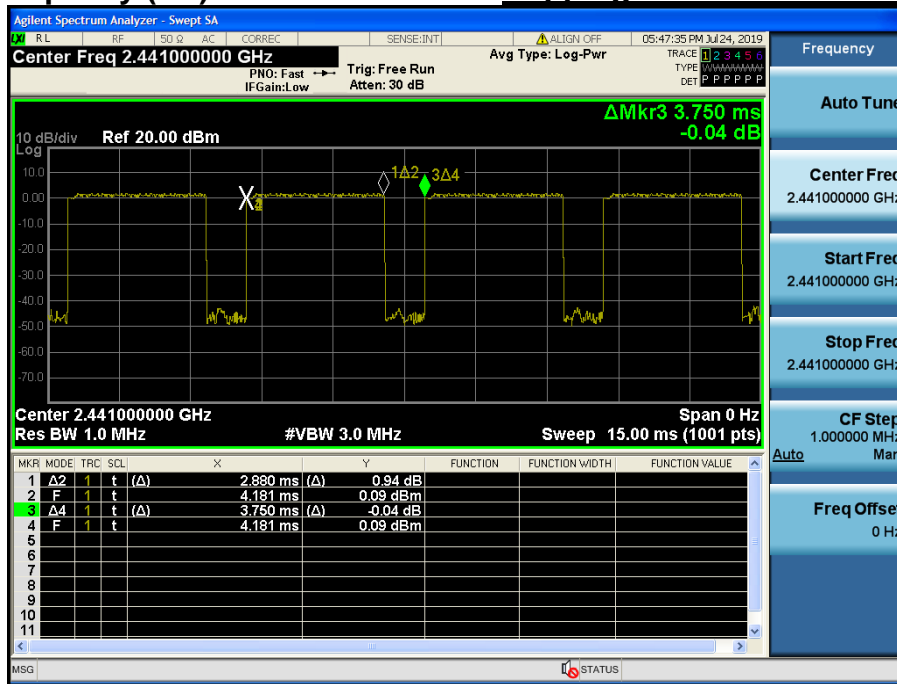 Agilent Spectrum Analyzer - Swept SA
LXI RL RF 50 Ω AC CORREC SENSE:INT ALIGN OFF 05:47:35 PM Jul 24, 2019
Center Freq 2.441000000 GHz
PNO: Fast
IFGain:Low
Trig: Free Run
Atten: 30 dB
Avg Type: Log-Pwr
TRACE 1 2 3 4 5 6
TYPE WWWWWW
DET P P P P P P
Frequency
ΔMkr3 3.750 ms
-0.04 dB
10 dB/div Ref 20.00 dBm
Log
10.0
0.00
-10.0
-20.0
-30.0
-40.0
-50.0
-60.0
-70.0
1Δ2
3Δ4
X
Center 2.441000000 GHz Span 0 Hz
Res BW 1.0 MHz #VBW 3.0 MHz Sweep 15.00 ms (1001 pts)
MKR MODE TRC SCL X Y FUNCTION FUNCTION WIDTH FUNCTION VALUE
1 Δ2 1 t (Δ) 2.880 ms (Δ) 0.94 dB
2 F 1 t 4.181 ms 0.09 dBm
3 Δ4 1 t (Δ) 3.750 ms (Δ) -0.04 dB
4 F 1 t 4.181 ms 0.09 dBm
5
6
7
8
9
10
11
MSG STATUS
Auto Tune
Center Freq
2.441000000 GHz
Start Freq
2.441000000 GHz
Stop Freq
2.441000000 GHz
CF Step
1.000000 MHz
Auto Man
Freq Offset
0 Hz